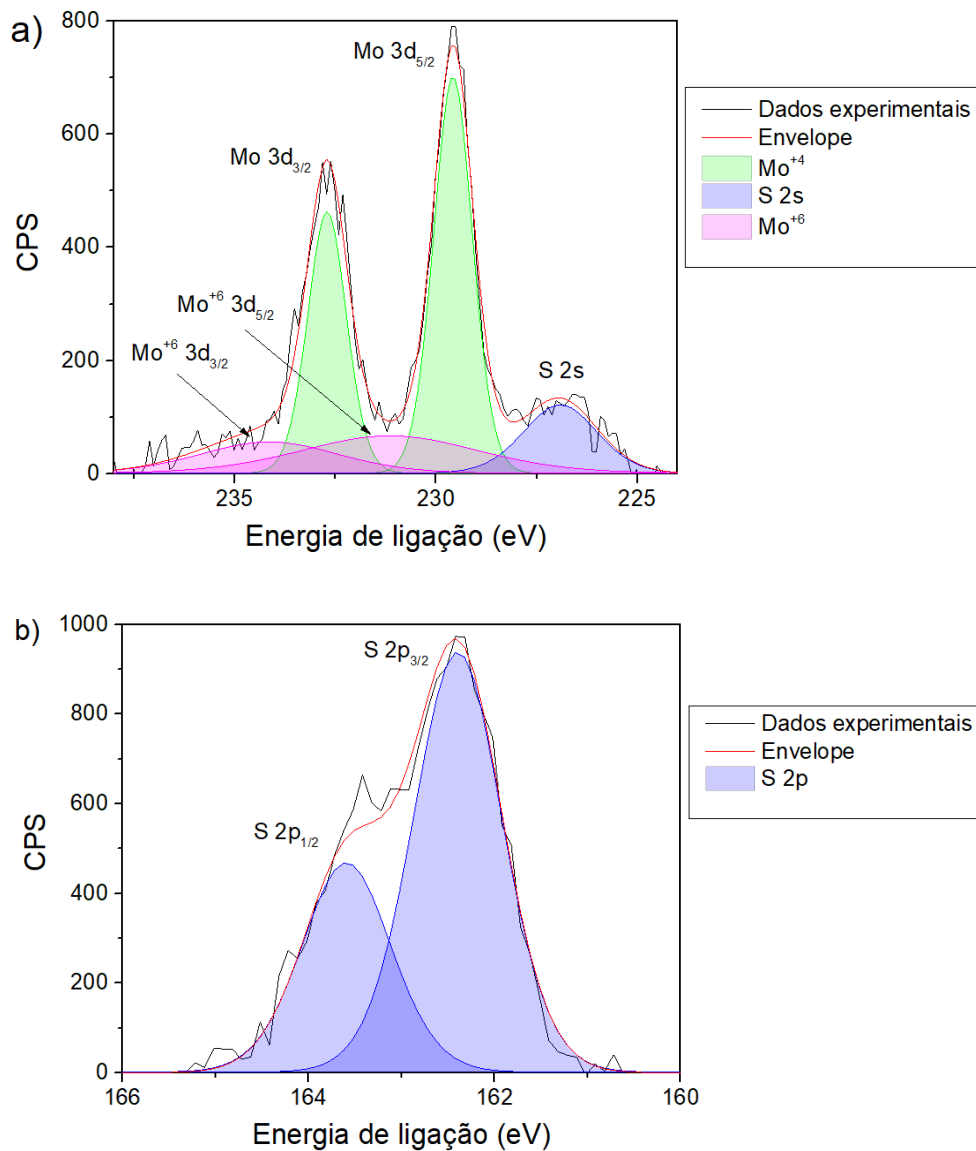 a)
800
600
400
200
0
CPS
Mo 3d5/2
Mo 3d3/2
Mo+6 3d5/2
Mo+6 3d3/2
S 2s
235
230
225
Energia de ligação (eV)
Dados experimentais
Envelope
Mo+4
S 2s
Mo+6
b)
1000
800
600
400
200
0
CPS
S 2p3/2
S 2p1/2
166
164
162
160
Energia de ligação (eV)
Dados experimentais
Envelope
S 2p